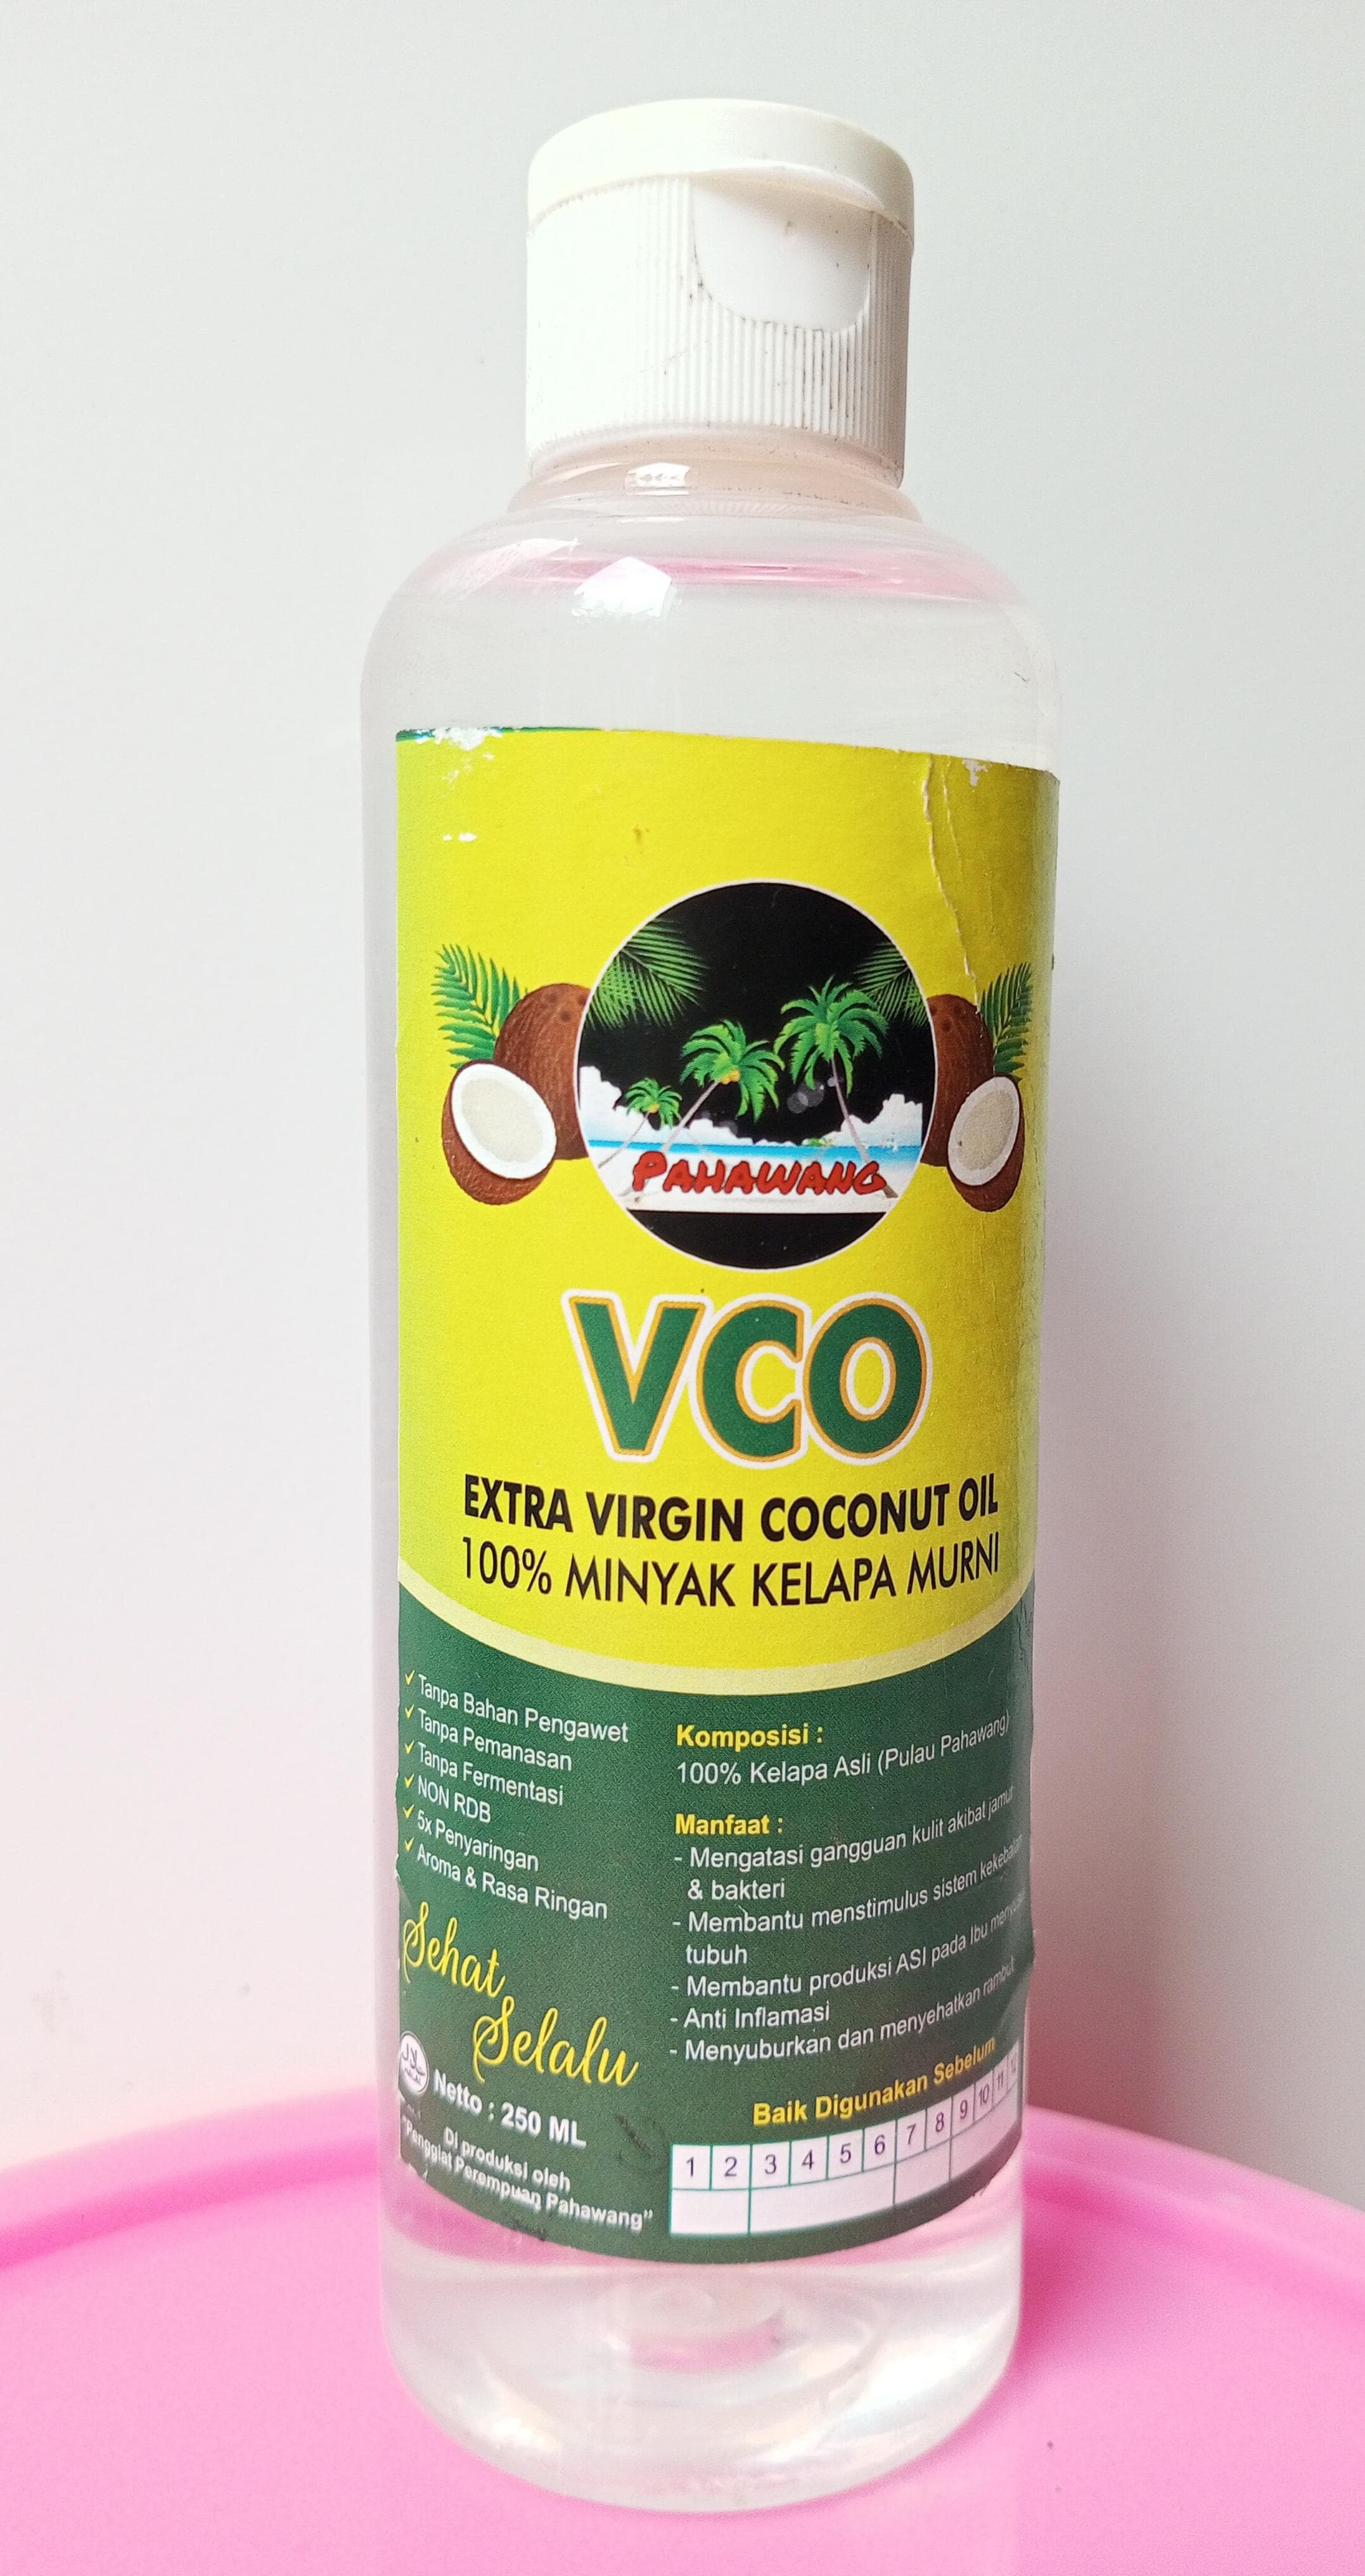 PAHAWANG
VCO
EXTRA VIRGIN COCONUT OIL
100% MINYAK KELAPA MURNI
Tanpa Bahan Pengawet
Tanpa Pemanasan
Tanpa Fermentasi
NON RDB
5x Penyaringan
Aroma & Rasa Ringan
Sehat
Selalu
Netto : 250 ML
Di produksi oleh
"Penggiat Perempuan Pahawang"
Komposisi :
100% Kelapa Asli (Pulau Pahawang)
Manfaat :
- Mengatasi gangguan kulit akibat jamur
& bakteri
- Membantu menstimulus sistem kekebalan
tubuh
- Membantu produksi ASI pada Ibu menyusui
- Anti Inflamasi
- Menyuburkan dan menyehatkan rambut
Baik Digunakan Sebelum
1 2 3 4 5 6 7 8 9 10 11 12